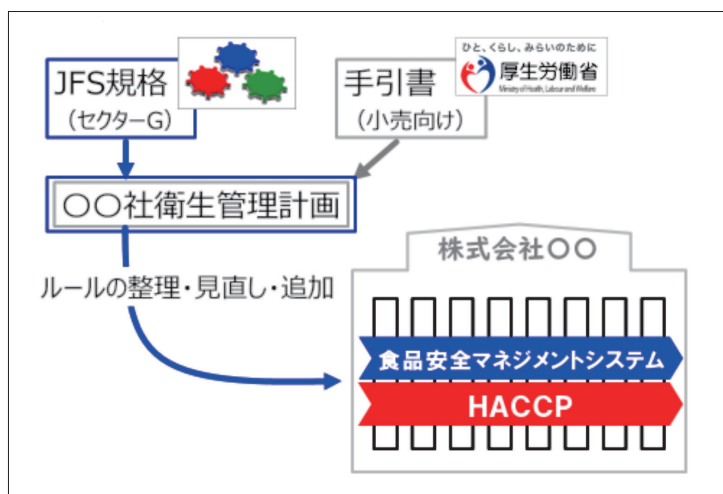 JFS規格
（セクターG）
手引書
（小売向け）
ひと、くらし、みらいのために
厚生労働省
Ministry of Health, Labour and Welfare
〇〇社衛生管理計画
ルールの整理・見直し・追加
株式会社〇〇
食品安全マネジメントシステム
HACCP